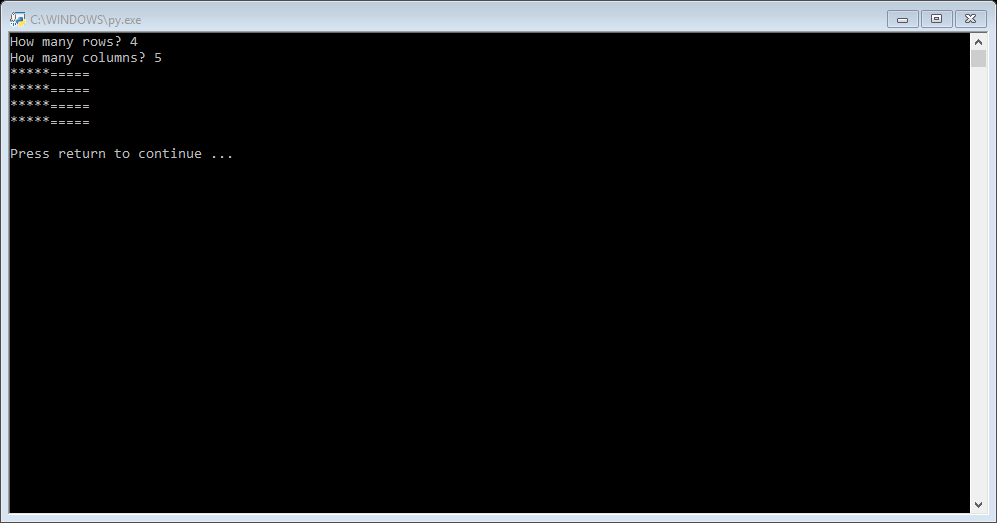 C:\WINDOWS\py.exe
How many rows? 4
How many columns? 5
*****=====
*****=====
*****=====
*****=====
Press return to continue ...